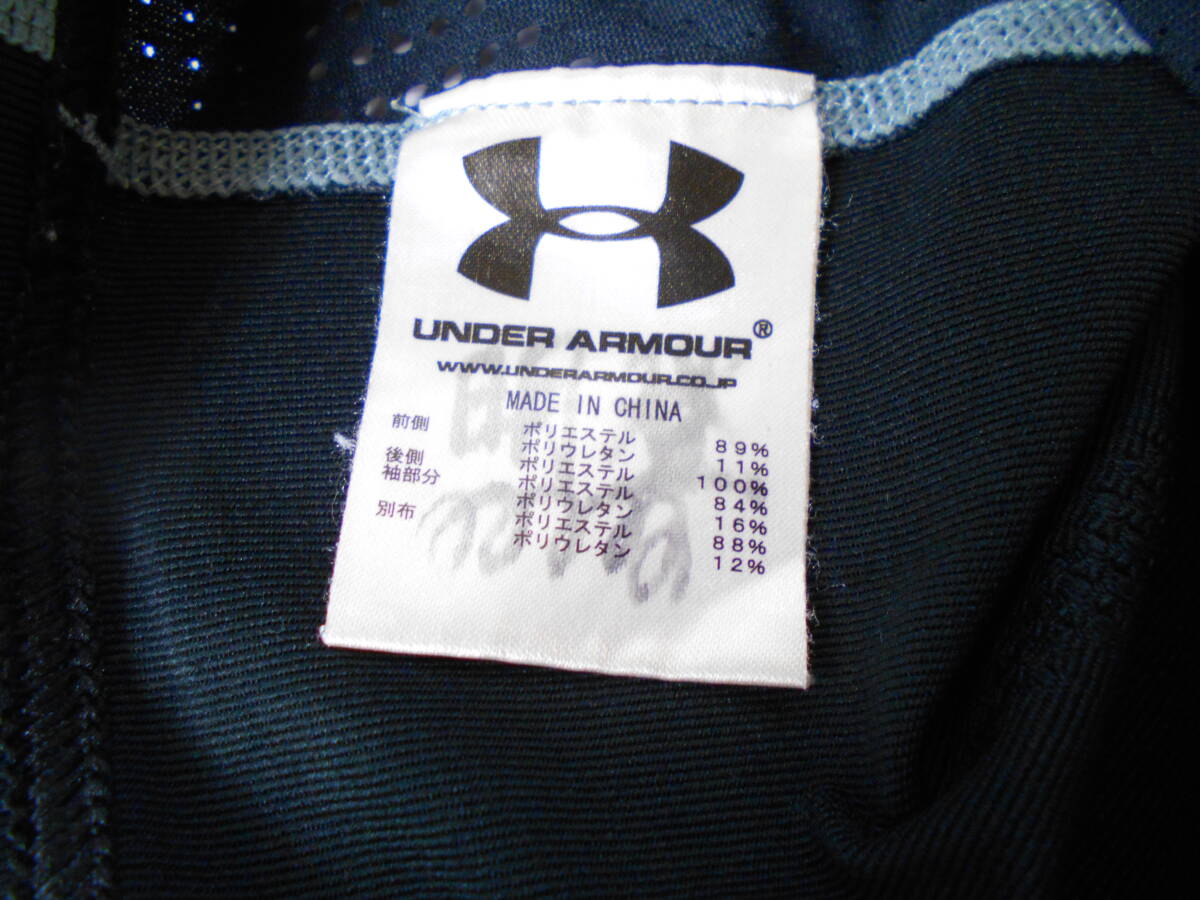 UNDER ARMOUR®
WWW.UNDERARMOUR.CO.JP
MADE IN CHINA
前側 ポリエステル 89%
ポリウレタン 11%
後側 ポリエステル 100%
袖部分 ポリエステル 84%
ポリウレタン 16%
別布 ポリエステル 88%
ポリウレタン 12%